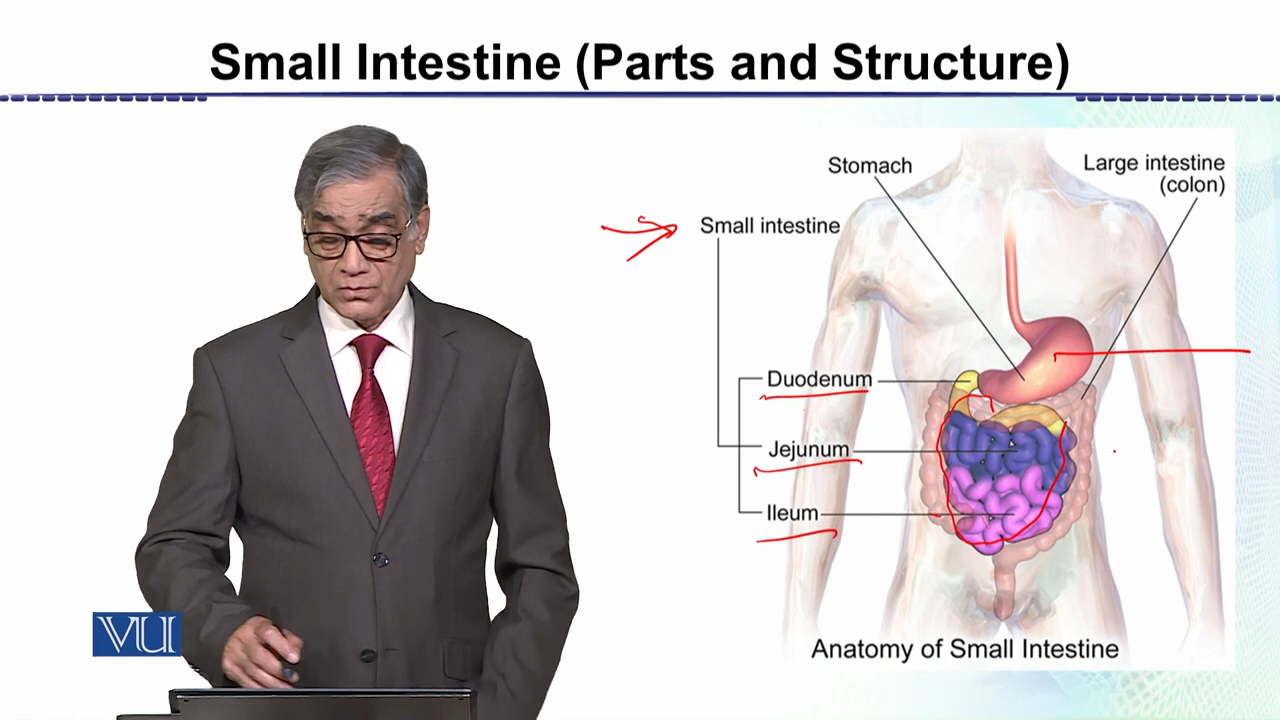 Small Intestine (Parts and Structure)
Stomach
Large intestine
(colon)
Small intestine
Duodenum
Jejunum
Ileum
VU
Anatomy of Small Intestine